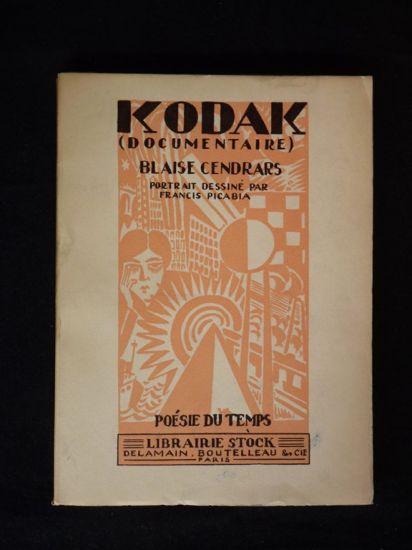 KODAK
(DOCUMENTAIRE)
BLAISE CENDRARS
PORTRAIT DESSINÉ PAR
FRANCIS PICABIA
POÉSIE DU TEMPS
LIBRAIRIE STOCK
DELAMAIN, BOUTELLEAU & CIE
PARIS